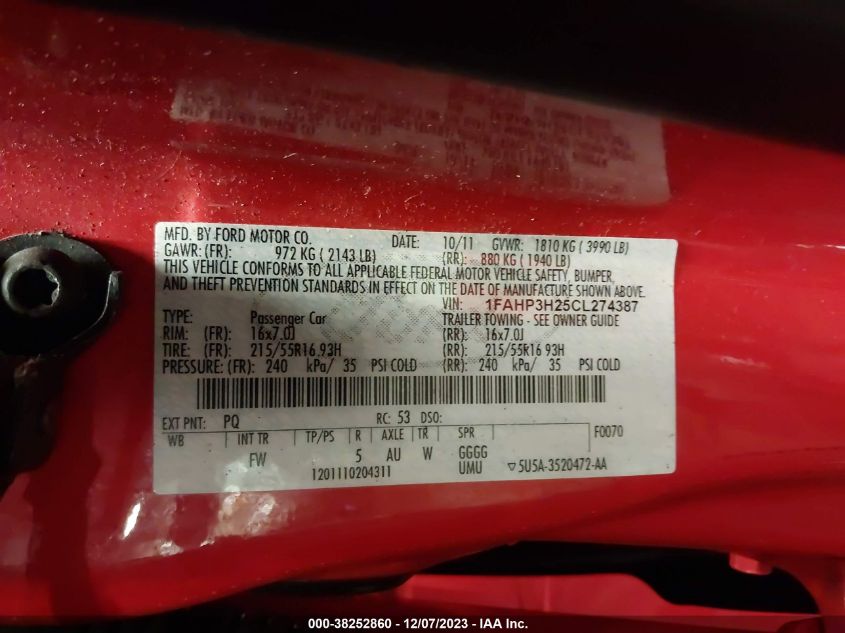 MFD. BY FORD MOTOR CO. DATE: 10/11 GVWR: 1810 KG ( 3990 LB)
GAWR: (FR): 972 KG ( 2143 LB) (RR): 880 KG ( 1940 LB)
THIS VEHICLE CONFORMS TO ALL APPLICABLE FEDERAL MOTOR VEHICLE SAFETY, BUMPER,
AND THEFT PREVENTION STANDARDS IN EFFECT ON THE DATE OF MANUFACTURE SHOWN ABOVE.
VIN: 1FAHP3H25CL274387
TYPE: Passenger Car TRAILER TOWING - SEE OWNER GUIDE
RIM: (FR): 16x7.0J (RR): 16x7.0J
TIRE: (FR): 215/55R16 93H (RR): 215/55R16 93H
PRESSURE: (FR): 240 kPa/ 35 PSI COLD (RR): 240 kPa/ 35 PSI COLD
EXT PNT: PQ RC: 53 DSO: F0070
WB INT TR TP/PS R AXLE TR SPR
FW 5 AU W GGGG
1201110204311 UMU ▽5U5A-3520472-AA
000-38252860 - 12/07/2023 - IAA Inc.